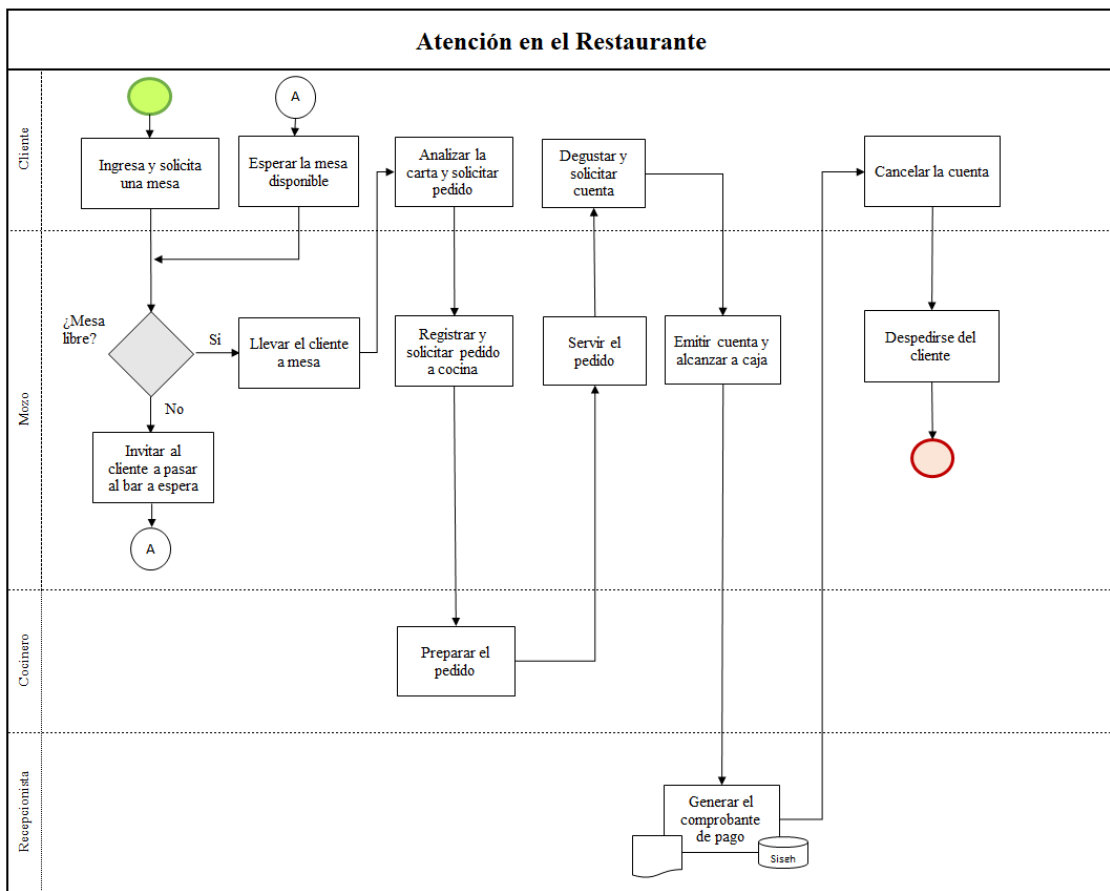 Atención en el Restaurante
Cliente
A
Ingresa y solicita
una mesa
Esperar la mesa
disponible
Analizar la
carta y solicitar
pedido
Degustar y
solicitar
cuenta
Cancelar la cuenta
Mozo
¿Mesa
libre?
Si
No
Llevar el cliente
a mesa
Registrar y
solicitar pedido
a cocina
Servir el
pedido
Emitir cuenta y
alcanzar a caja
Despedirse del
cliente
Invitar al
cliente a pasar
al bar a espera
A
Cocinero
Preparar el
pedido
Recepcionista
Generar el
comprobante
de pago
Sisgh